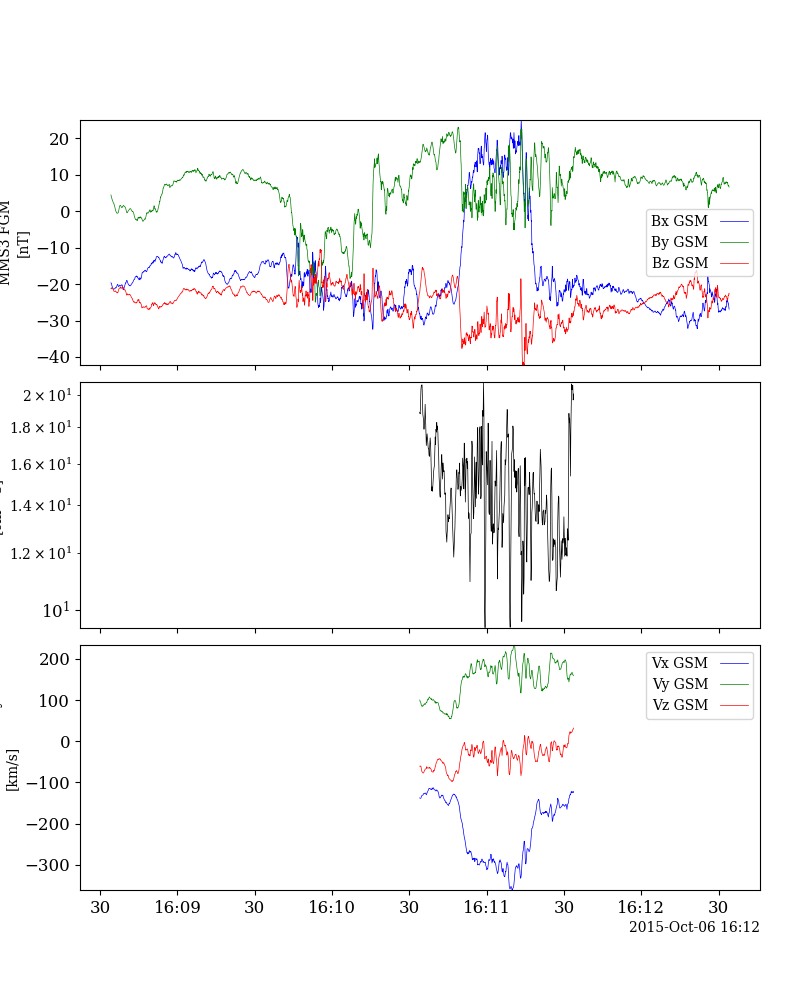 MMS3 FGM
[nT]
20
10
0
−10
−20
−30
−40
Bx GSM
By GSM
Bz GSM
2 × 10¹
1.8 × 10¹
1.6 × 10¹
1.4 × 10¹
1.2 × 10¹
10¹
[km/s]
200
100
0
−100
−200
−300
Vx GSM
Vy GSM
Vz GSM
30
16:09
30
16:10
30
16:11
30
16:12
30
2015-Oct-06 16:12